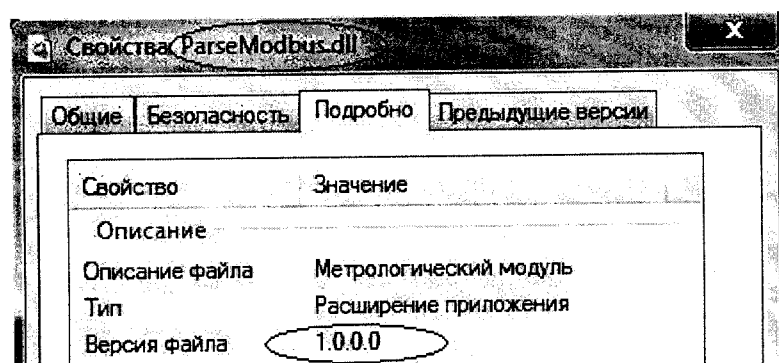 Свойства: ParseModbus.dll
X
Общие Безопасность Подробно Предыдущие версии
Свойство Значение
Описание
Описание файла Метрологический модуль
Тип Расширение приложения
Версия файла 1.0.0.0